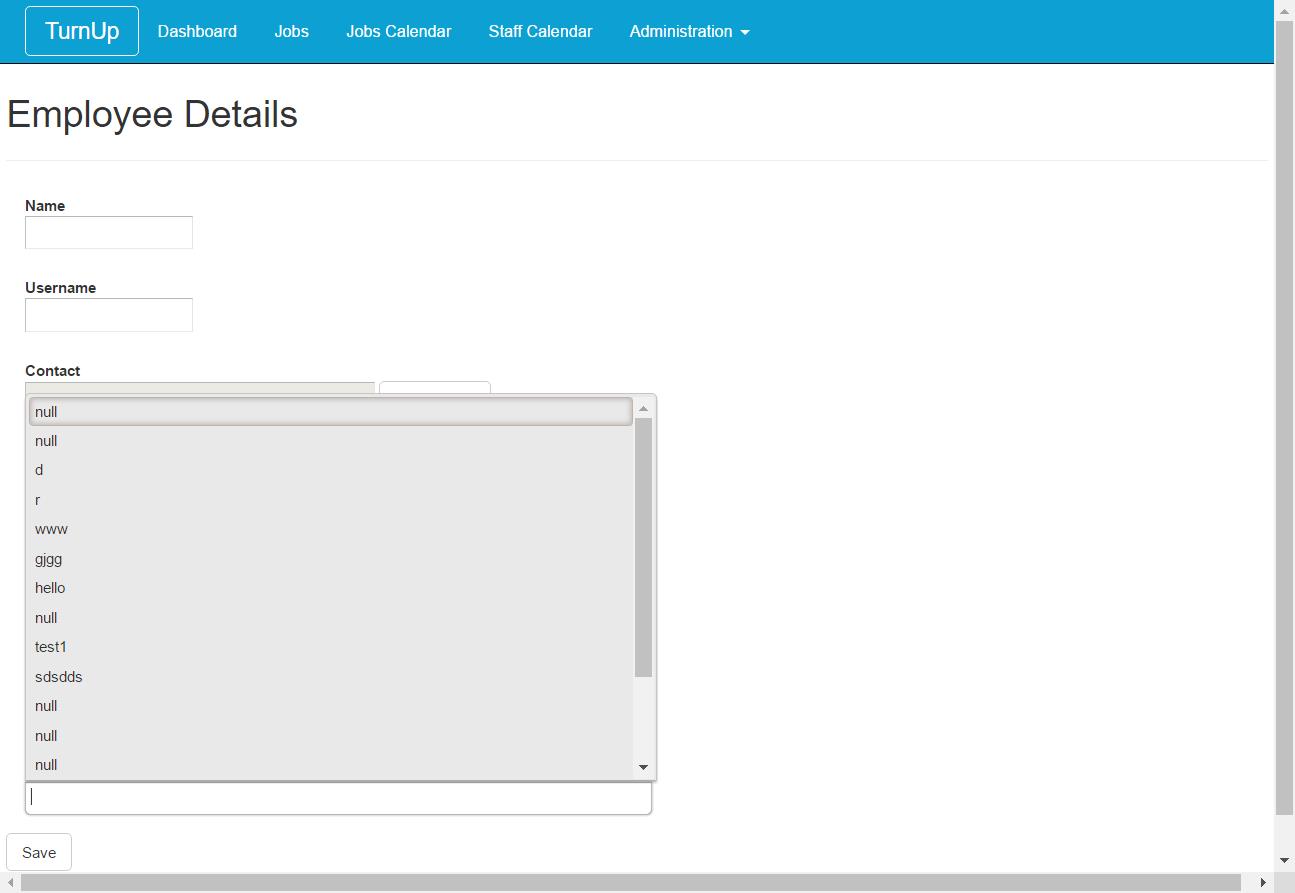 TurnUp Dashboard Jobs Jobs Calendar Staff Calendar Administration
Employee Details
Name
Username
Contact
null
null
d
r
www
gjgg
hello
null
test1
sdsdds
null
null
null
Save